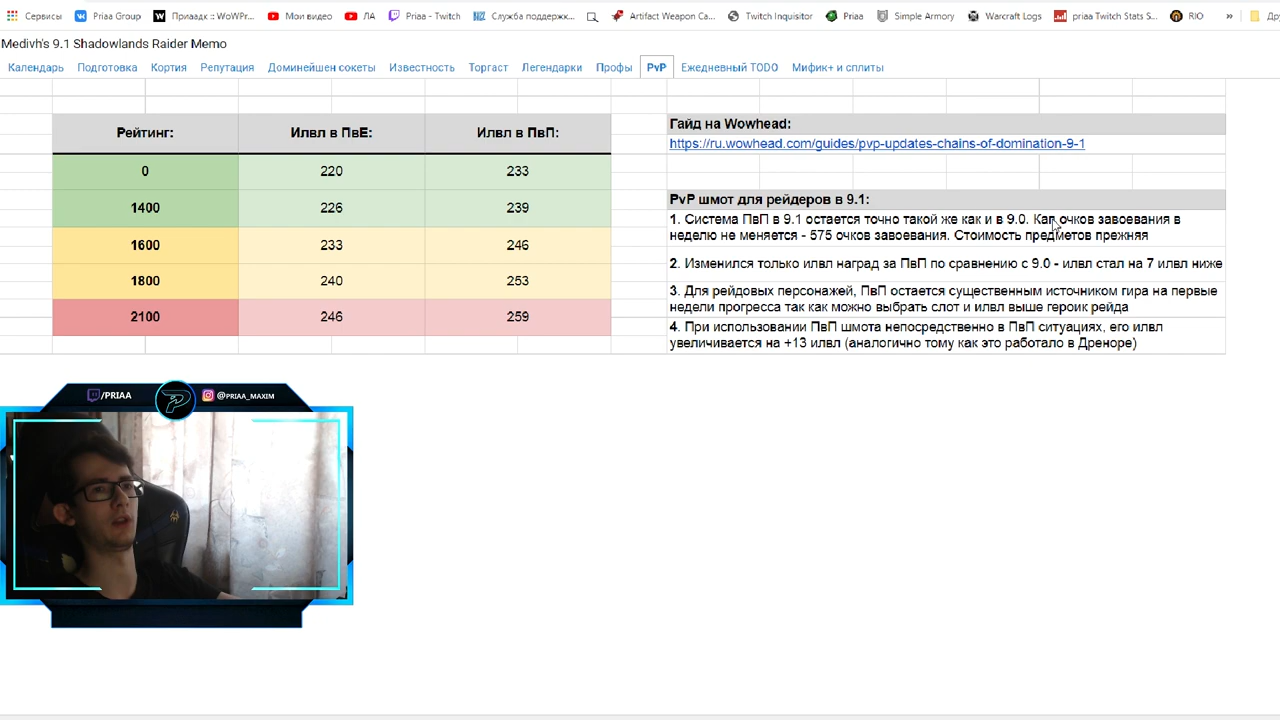 Сервисы Priaa Group Приаадк :: WoWPr... Мои видео ЛА Priaa - Twitch Служба поддержк... Artifact Weapon Ca... Twitch Inquisitor Priaa Simple Armory Warcraft Logs priaa Twitch Stats S... RIO » Дру
Medivh's 9.1 Shadowlands Raider Memo
Календарь Подготовка Кортия Репутация Доминейшен сокеты Известность Торгаст Легендарки Профы PvP Ежедневный TODO Мифик+ и сплиты
Рейтинг: Илвл в ПвЕ: Илвл в ПвП:
0 220 233
1400 226 239
1600 233 246
1800 240 253
2100 246 259
Гайд на Wowhead:
https://ru.wowhead.com/guides/pvp-updates-chains-of-domination-9-1
PvP шмот для рейдеров в 9.1:
1. Система ПвП в 9.1 остается точно такой же как и в 9.0. Кап очков завоевания в
неделю не меняется - 575 очков завоевания. Стоимость предметов прежняя
2. Изменился только илвл наград за ПвП по сравнению с 9.0 - илвл стал на 7 илвл ниже
3. Для рейдовых персонажей, ПвП остается существенным источником гира на первые
недели прогресса так как можно выбрать слот и илвл выше героик рейда
4. При использовании ПвП шмота непосредственно в ПвП ситуациях, его илвл
увеличивается на +13 илвл (аналогично тому как это работало в Дреноре)
/PRIAA @PRIAA_MAXIM